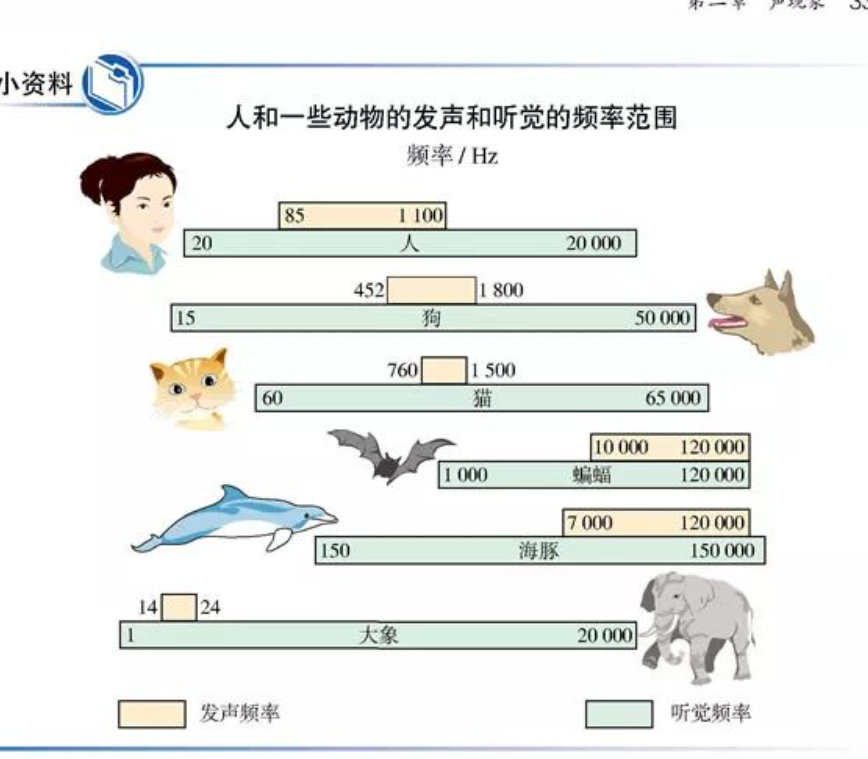 第二章 声现象 33
小资料
人和一些动物的发声和听觉的频率范围
频率 / Hz
85 1 100
20 人 20 000
452 1 800
15 狗 50 000
760 1 500
60 猫 65 000
10 000 120 000
1 000 蝙蝠 120 000
7 000 120 000
150 海豚 150 000
14 24
1 大象 20 000
发声频率 听觉频率